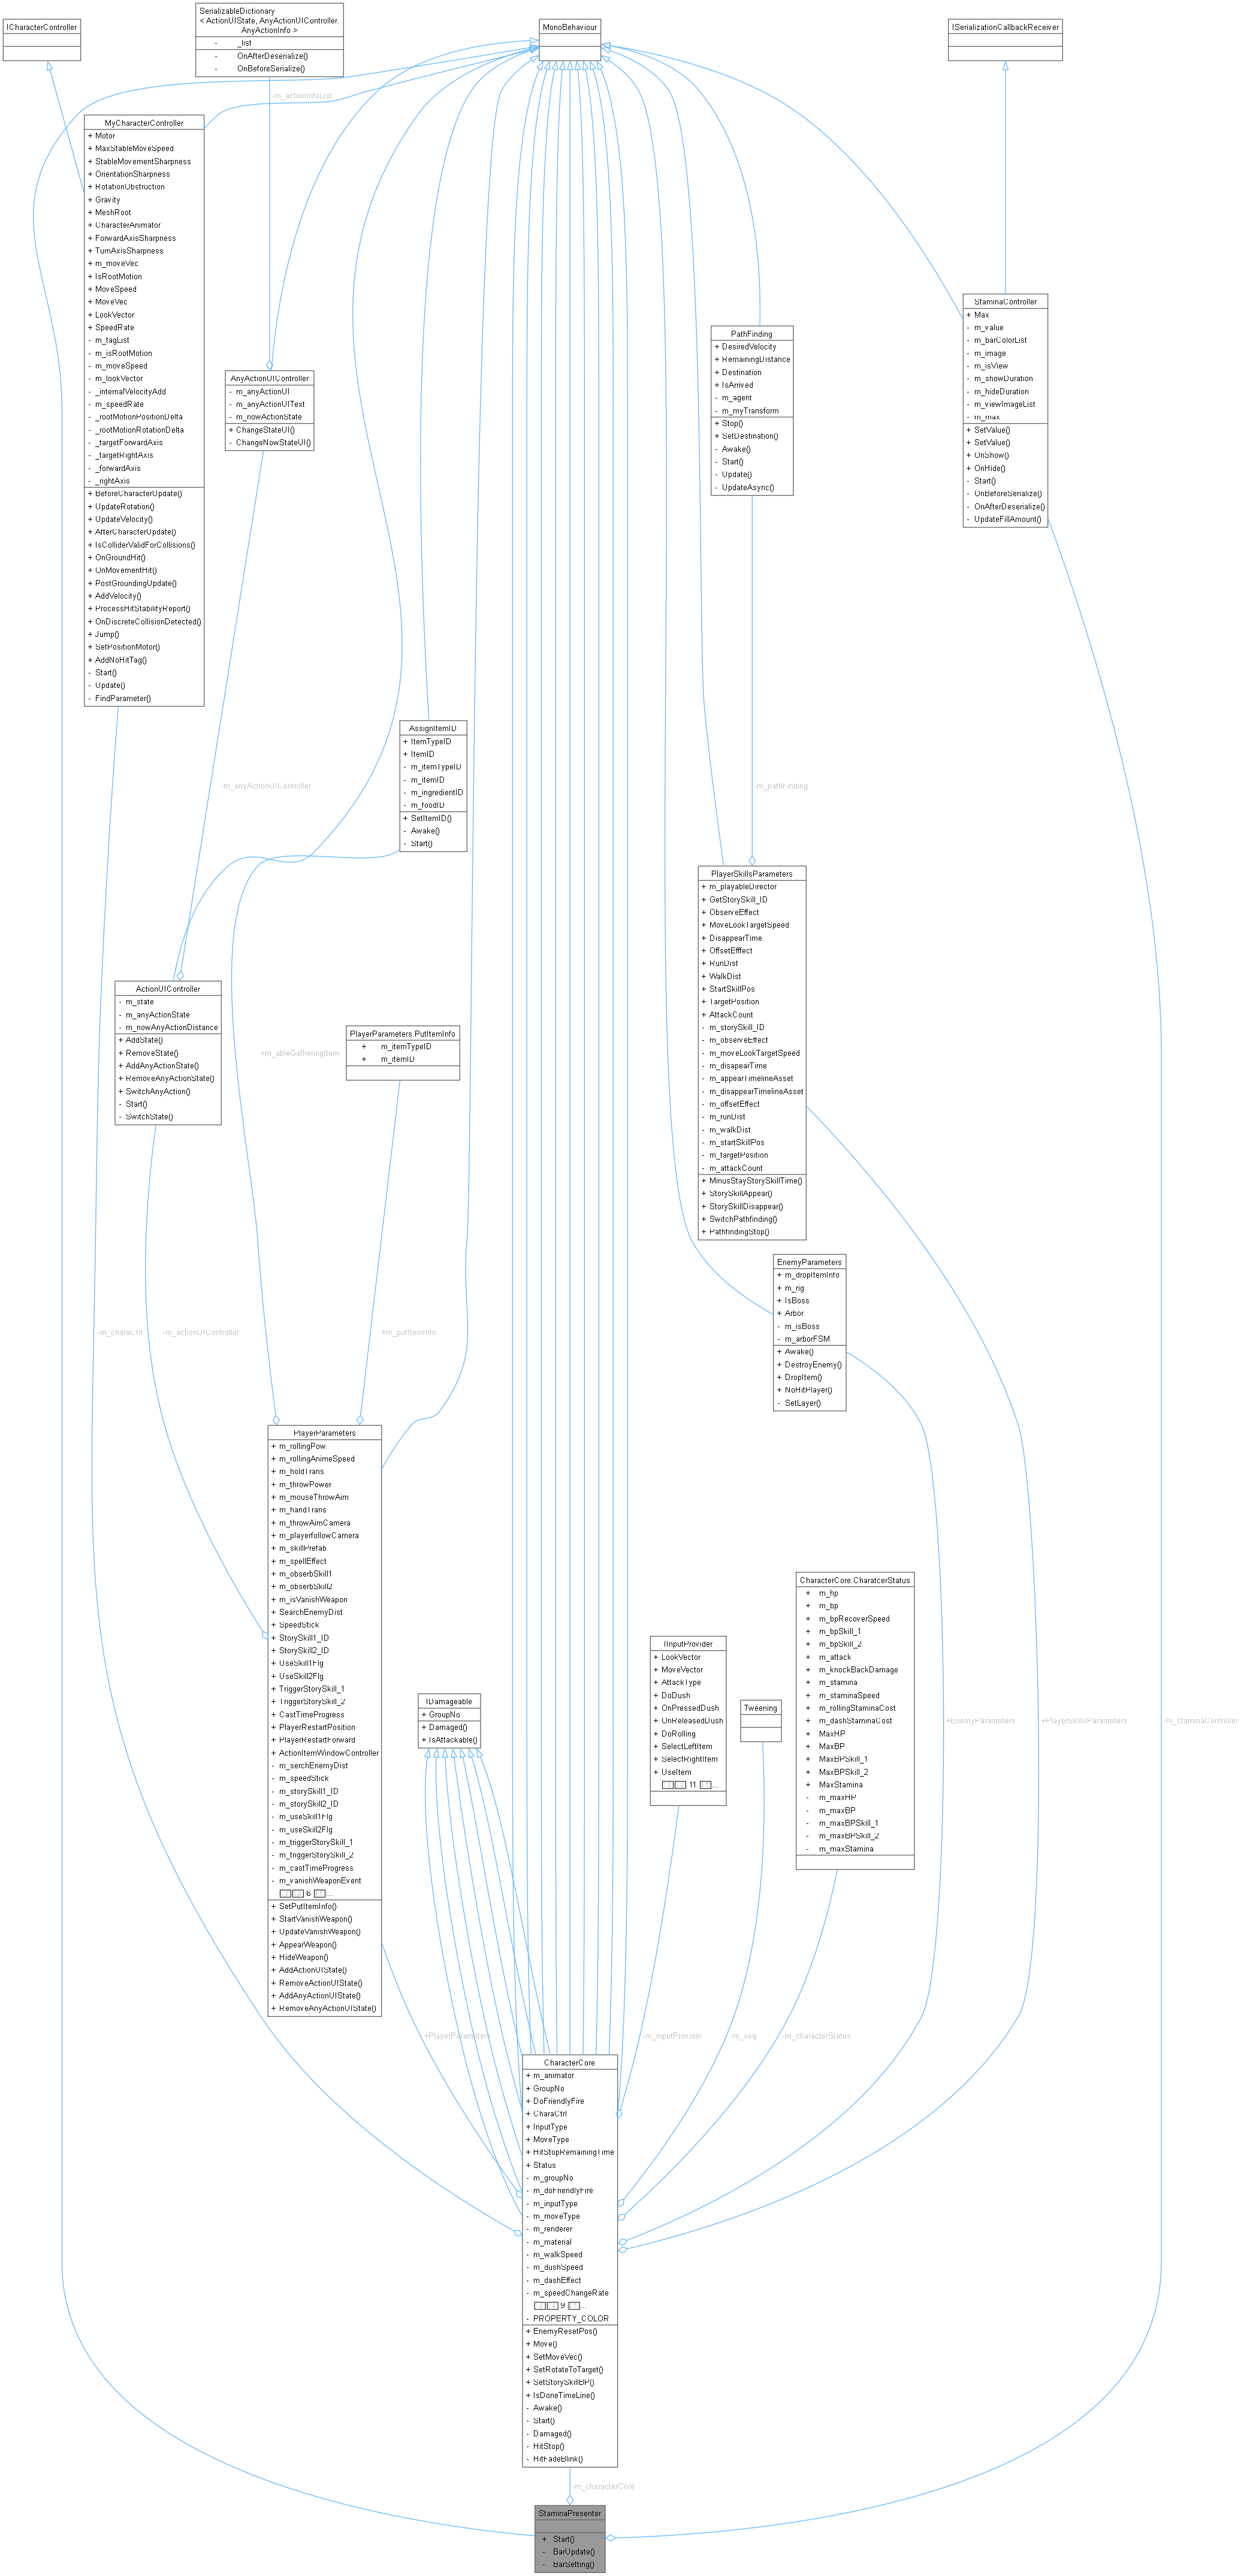 ICharacterController
SerializableDictionary
< ActionUIState, AnyActionUIController.
AnyActionInfo >
- _list
- OnAfterDeserialize()
- OnBeforeSerialize()
MonoBehaviour
ISerializationCallbackReceiver
-m_actionInfoList
MyCharacterController
+ Motor
+ MaxStableMoveSpeed
+ StableMovementSharpness
+ OrientationSharpness
+ RotationObstruction
+ Gravity
+ MeshRoot
+ CharacterAnimator
+ ForwardAxisSharpness
+ TurnAxisSharpness
+ m_moveVec
+ IsRootMotion
+ MoveSpeed
+ MoveVec
+ LookVector
+ SpeedRate
- m_tagList
- m_isRootMotion
- m_moveSpeed
- m_lookVector
- _internalVelocityAdd
- m_speedRate
- _rootMotionPositionDelta
- _rootMotionRotationDelta
- _targetForwardAxis
- _targetRightAxis
- _forwardAxis
- _rightAxis
+ BeforeCharacterUpdate()
+ UpdateRotation()
+ UpdateVelocity()
+ AfterCharacterUpdate()
+ IsColliderValidForCollisions()
+ OnGroundHit()
+ OnMovementHit()
+ PostGroundingUpdate()
+ AddVelocity()
+ ProcessHitStabilityReport()
+ OnDiscreteCollisionDetected()
+ Jump()
+ SetPositionMotor()
+ AddNoHitTag()
- Start()
- Update()
- FindParameter()
StaminaController
+ Max
- m_value
- m_barColorList
- m_image
- m_isView
- m_showDuration
- m_hideDuration
- m_viewImageList
- m_max
+ SetValue()
+ SetValue()
+ OnShow()
+ OnHide()
- Start()
- OnBeforeSerialize()
- OnAfterDeserialize()
- UpdateFillAmount()
PathFinding
+ DesiredVelocity
+ RemainingDistance
+ Destination
+ IsArrived
- m_agent
- m_myTransform
+ Stop()
+ SetDestination()
- Awake()
- Start()
- Update()
- UpdateAsync()
AnyActionUIController
- m_anyActionUI
- m_anyActionUIText
- m_nowActionState
+ ChangeStateUI()
- ChangeNowStateUI()
AssignItemID
+ ItemTypeID
+ ItemID
- m_itemTypeID
- m_itemID
- m_ingredientID
- m_foodID
+ SetItemID()
- Awake()
- Start()
-m_anyActionUIController
-m_pathFinding
PlayerSkillsParameters
+ m_playableDirector
+ GetStorySkill_ID
+ ObserveEffect
+ MoveLookTargetSpeed
+ DisappearTime
+ OffsetEfffect
+ RunDist
+ WalkDist
+ StartSkillPos
+ TargetPosition
+ AttackCount
- m_storySkill_ID
- m_observeEffect
- m_moveLookTargetSpeed
- m_disapearTime
- m_appearTimelineAsset
- m_disappearTimelineAsset
- m_offsetEffect
- m_runDist
- m_walkDist
- m_startSkillPos
- m_targetPosition
- m_attackCount
+ MinusStayStorySkillTime()
+ StorySkillAppear()
+ StorySkillDisappear()
+ SwitchPathfinding()
+ PathfindingStop()
ActionUIController
- m_state
- m_anyActionState
- m_nowAnyActionDistance
+ AddState()
+ RemoveState()
+ AddAnyActionState()
+ RemoveAnyActionState()
+ SwitchAnyAction()
- Start()
- SwitchState()
PlayerParameters.PutItemInfo
+ m_itemTypeID
+ m_itemID
+m_ableGatheringItem
EnemyParameters
+ m_dropItemInfo
+ m_rig
+ IsBoss
+ Arbor
- m_isBoss
- m_arborFSM
+ Awake()
+ DestroyEnemy()
+ DropItem()
+ NoHitPlayer()
- SetLayer()
-m_charaCtrl
-m_actionUIController
+m_putItemInfo
PlayerParameters
+ m_rollingPow
+ m_rollingAnimeSpeed
+ m_holdTrans
+ m_throwPower
+ m_mouseThrowAim
+ m_handTrans
+ m_throwAimCamera
+ m_playerfollowCamera
+ m_skillPrefab
+ m_spellEffect
+ m_obserbSkill1
+ m_obserbSkill2
+ m_isVanishWeapon
+ SearchEnemyDist
+ SpeedStick
+ StorySkill1_ID
+ StorySkill2_ID
+ UseSkill1Flg
+ UseSkill2Flg
+ TriggerStorySkill_1
+ TriggerStorySkill_2
+ CastTimeProgress
+ PlayerRestartPosition
+ PlayerRestartForward
+ ActionItemWindowController
- m_serchEnemyDist
- m_speedStick
- m_storySkill1_ID
- m_storySkill2_ID
- m_useSkill1Flg
- m_useSkill2Flg
- m_triggerStorySkill_1
- m_triggerStorySkill_2
- m_castTimeProgress
- m_vanishWeaponEvent
6 ...
+ SetPutItemInfo()
+ StartVanishWeapon()
+ UpdateVanishWeapon()
+ AppearWeapon()
+ HideWeapon()
+ AddActionUIState()
+ RemoveActionUIState()
+ AddAnyActionUIState()
+ RemoveAnyActionUIState()
CharacterCore.CharatcerStatus
+ m_hp
+ m_bp
+ m_bpRecoverSpeed
+ m_bpSkill_1
+ m_bpSkill_2
+ m_attack
+ m_knockBackDamage
+ m_stamina
+ m_staminaSpeed
+ m_rollingStaminaCost
+ m_dashStaminaCost
+ MaxHP
+ MaxBP
+ MaxBPSkill_1
+ MaxBPSkill_2
+ MaxStamina
- m_maxHP
- m_maxBP
- m_maxBPSkill_1
- m_maxBPSkill_2
- m_maxStamina
IInputProvider
+ LookVector
+ MoveVector
+ AttackType
+ DoDush
+ OnPressedDush
+ OnReleasedDush
+ DoRolling
+ SelectLeftItem
+ SelectRightItem
+ UseItem
11 ...
IDamageable
+ GroupNo
+ Damaged()
+ IsAttackable()
Tweening
+EnemyParameters
+PlayerSkillsParameters
-m_staminaController
+PlayerParameters
-m_inputProvider
-m_seq
-m_characterStatus
CharacterCore
+ m_animator
+ GroupNo
+ DoFriendlyFire
+ CharaCtrl
+ InputType
+ MoveType
+ HitStopRemainingTime
+ Status
- m_groupNo
- m_doFriendlyFire
- m_inputType
- m_moveType
- m_renderer
- m_material
- m_walkSpeed
- m_dushSpeed
- m_dashEffect
- m_speedChangeRate
9 ...
- PROPERTY_COLOR
+ EnemyResetPos()
+ Move()
+ SetMoveVec()
+ SetRotateToTarget()
+ SetStorySkillBP()
+ IsDoneTimeLine()
- Awake()
- Start()
- Damaged()
- HitStop()
- HitFadeBlink()
-m_characterCore
StaminaPresenter
+ Start()
- BarUpdate()
- BarSetting()